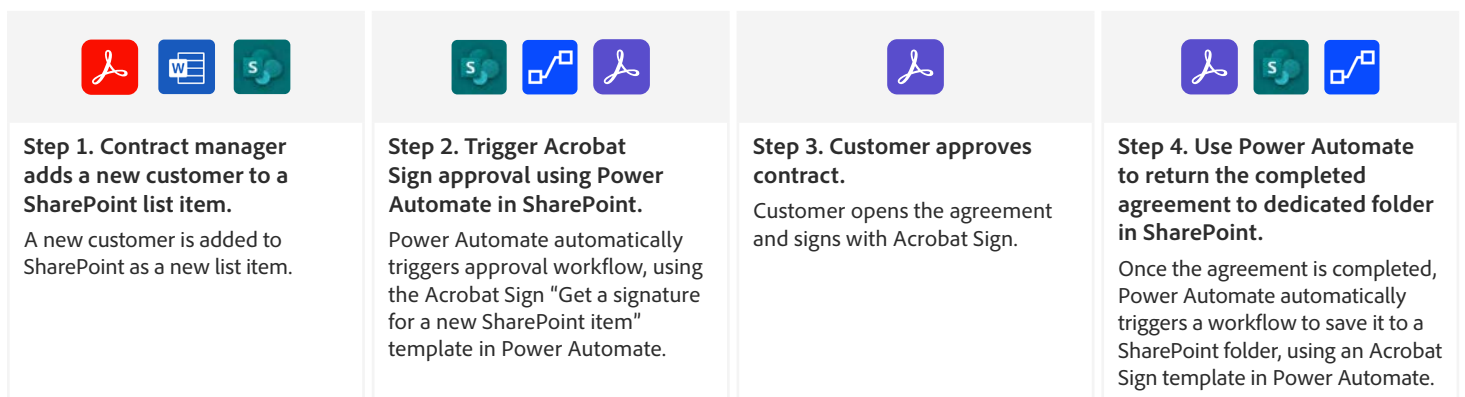 W
S
S
S
Step 1. Contract manager
adds a new customer to a
SharePoint list item.
A new customer is added to
SharePoint as a new list item.
Step 2. Trigger Acrobat
Sign approval using Power
Automate in SharePoint.
Power Automate automatically
triggers approval workflow, using
the Acrobat Sign “Get a signature
for a new SharePoint item”
template in Power Automate.
Step 3. Customer approves
contract.
Customer opens the agreement
and signs with Acrobat Sign.
Step 4. Use Power Automate
to return the completed
agreement to dedicated folder
in SharePoint.
Once the agreement is completed,
Power Automate automatically
triggers a workflow to save it to a
SharePoint folder, using an Acrobat
Sign template in Power Automate.